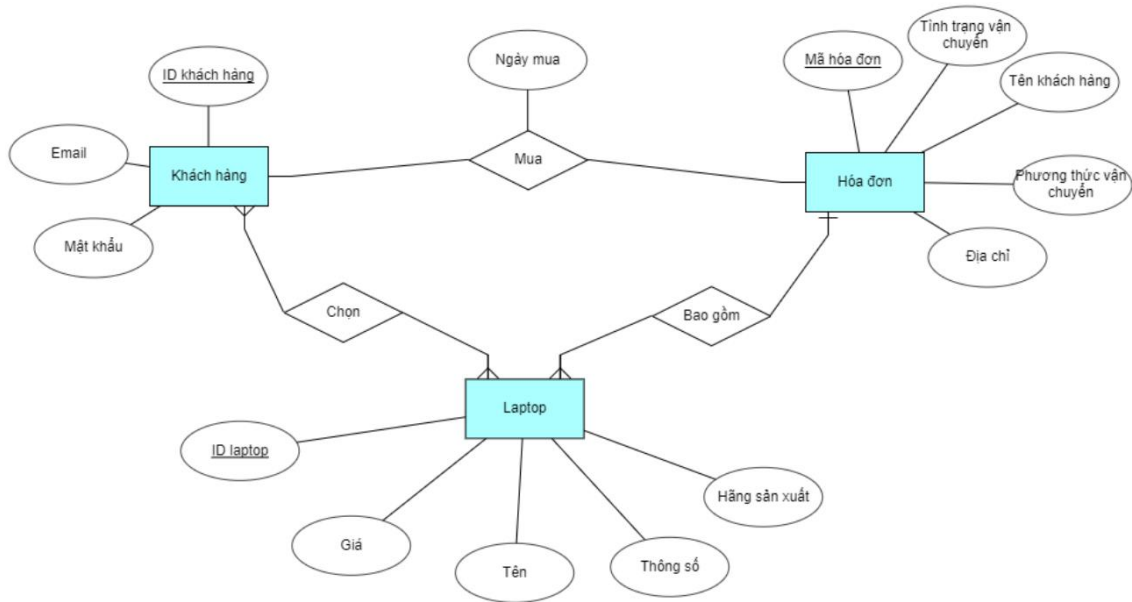 Tình trạng vận
chuyển
Ngày mua
Mã hóa đơn
ID khách hàng
Tên khách hàng
Email
Khách hàng
Mua
Hóa đơn
Phương thức vận
chuyển
Mật khẩu
Địa chỉ
Chọn
Bao gồm
Laptop
ID laptop
Hãng sản xuất
Giá
Tên
Thông số